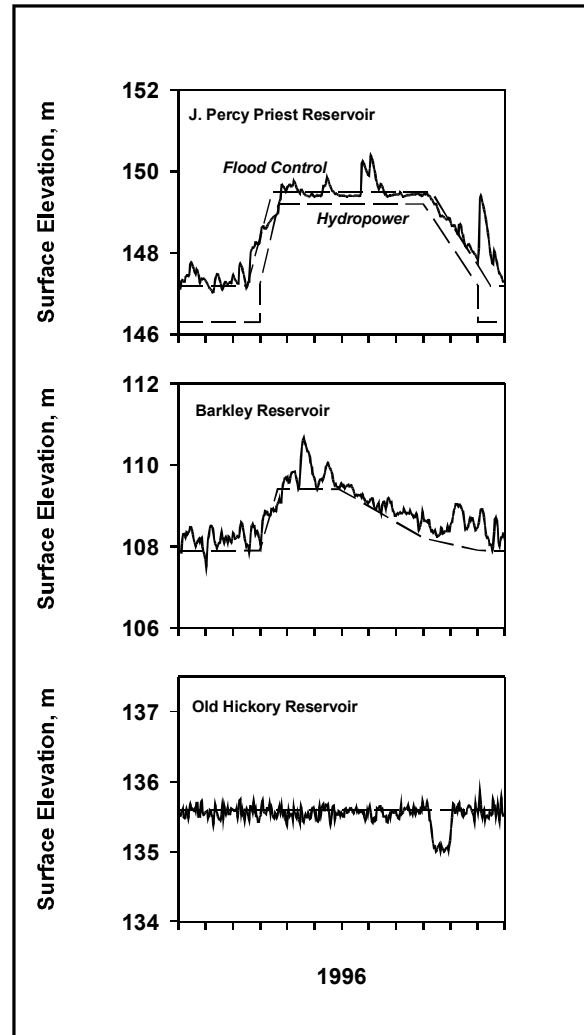 152
J. Percy Priest Reservoir
Flood Control
150
Hydropower
148
146
Surface Elevation, m
112
Barkley Reservoir
110
108
106
Surface Elevation, m
137
Old Hickory Reservoir
136
135
134
Surface Elevation, m
1996